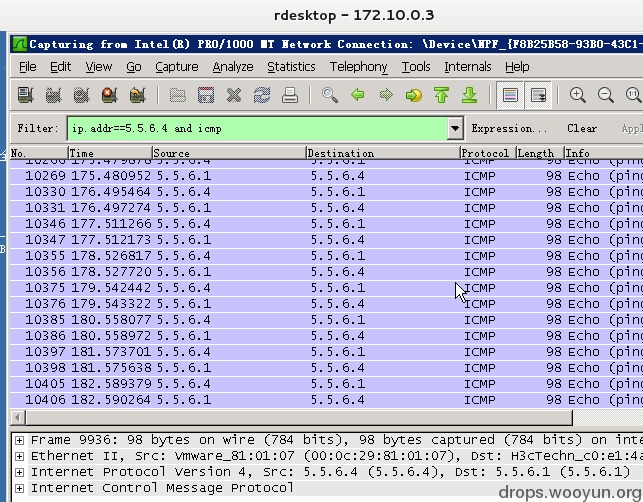 rdesktop - 172.10.0.3
Capturing from Intel(R) PRO/1000 MT Network Connection: \Device\NPF_{F8B25B58-93B0-43C1-
File Edit View Go Capture Analyze Statistics Telephony Tools Internals Help
Filter: ip.addr==5.5.6.4 and icmp Expression... Clear Appl
No. Time Source Destination Protocol Length Info
10269 175.480952 5.5.6.1 5.5.6.4 ICMP 98 Echo (ping
10330 176.495464 5.5.6.4 5.5.6.1 ICMP 98 Echo (ping
10331 176.497274 5.5.6.1 5.5.6.4 ICMP 98 Echo (ping
10346 177.511266 5.5.6.4 5.5.6.1 ICMP 98 Echo (ping
10347 177.512173 5.5.6.1 5.5.6.4 ICMP 98 Echo (ping
10355 178.526817 5.5.6.4 5.5.6.1 ICMP 98 Echo (ping
10356 178.527720 5.5.6.1 5.5.6.4 ICMP 98 Echo (ping
10375 179.542442 5.5.6.4 5.5.6.1 ICMP 98 Echo (ping
10376 179.543322 5.5.6.1 5.5.6.4 ICMP 98 Echo (ping
10385 180.558077 5.5.6.4 5.5.6.1 ICMP 98 Echo (ping
10386 180.558972 5.5.6.1 5.5.6.4 ICMP 98 Echo (ping
10397 181.573701 5.5.6.4 5.5.6.1 ICMP 98 Echo (ping
10398 181.575638 5.5.6.1 5.5.6.4 ICMP 98 Echo (ping
10405 182.589379 5.5.6.4 5.5.6.1 ICMP 98 Echo (ping
10406 182.590264 5.5.6.1 5.5.6.4 ICMP 98 Echo (ping
Frame 9936: 98 bytes on wire (784 bits), 98 bytes captured (784 bits) on inte
Ethernet II, Src: Vmware_81:01:07 (00:0c:29:81:01:07), Dst: H3cTechn_c0:e1:4a
Internet Protocol Version 4, Src: 5.5.6.4 (5.5.6.4), Dst: 5.5.6.1 (5.5.6.1)
Internet Control Message Protocol
drops.wooyun.org